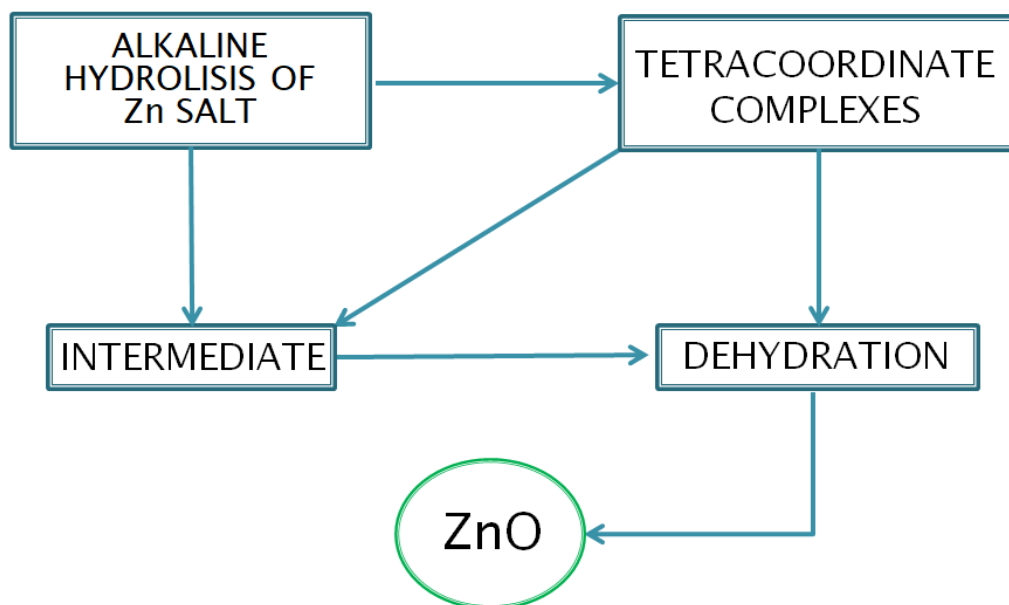 ALKALINE
HYDROLISIS OF
Zn SALT
TETRACOORDINATE
COMPLEXES
INTERMEDIATE
DEHYDRATION
ZnO